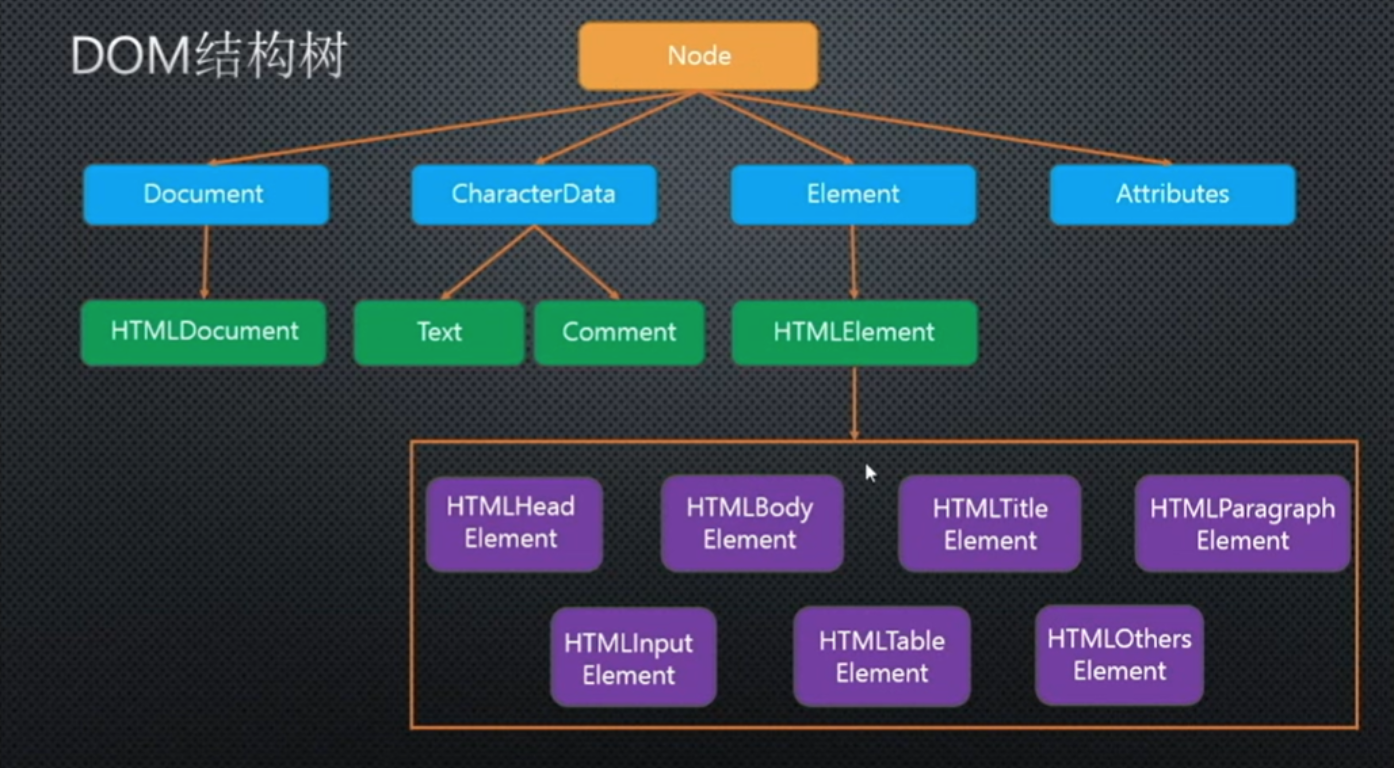 DOM结构树
Node
Document
CharacterData
Element
Attributes
HTMLDocument
Text
Comment
HTMLElement
HTMLHead
Element
HTMLBody
Element
HTMLTitle
Element
HTMLParagraph
Element
HTMLInput
Element
HTMLTable
Element
HTMLOthers
Element